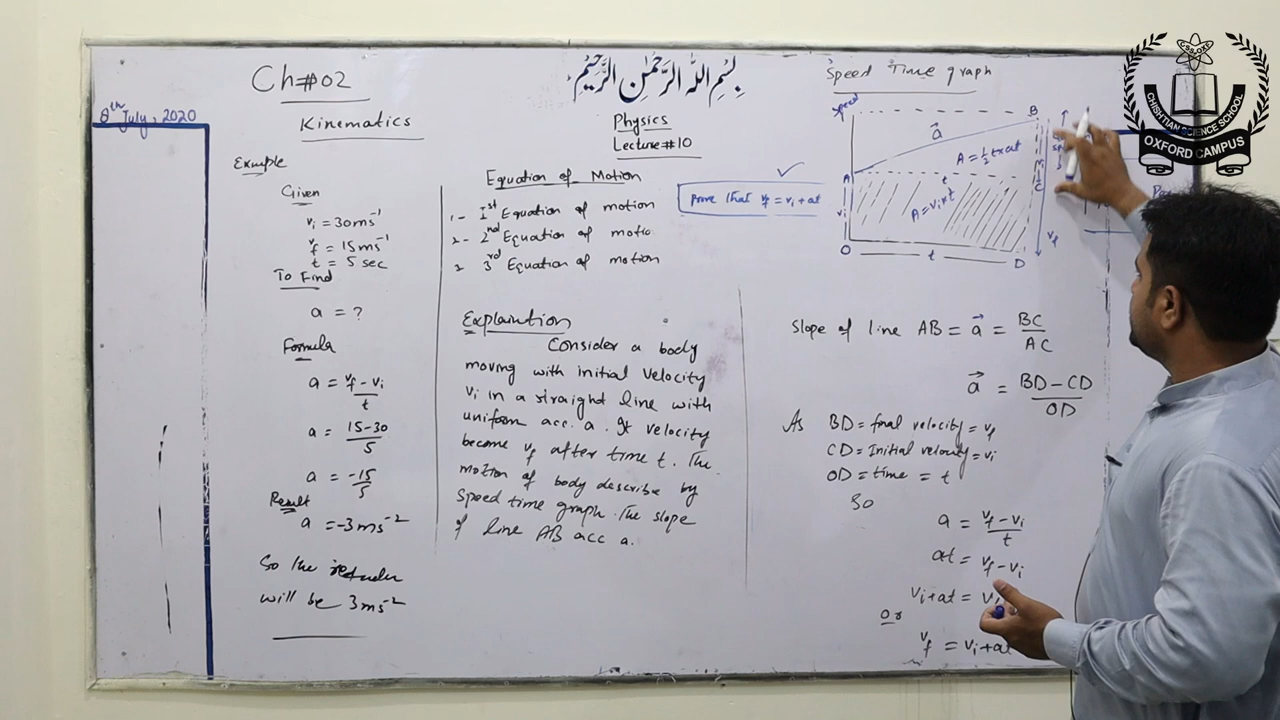 8th July, 2020
Ch#02
Kinematics
Example
Given
vi = 30ms⁻¹
vf = 15ms⁻¹
t = 5 sec
To Find
a = ?
Formula
a = vf - vi / t
a = 15-30 / 5
a = -15 / 5
Result
a = -3ms⁻²
So the
will be 3ms⁻²
بِسْمِ اللّٰهِ الرَّحْمٰنِ الرَّحِيْمِ
Physics
Lecture #10
Equation of Motion
1- 1st Equation of motion
2- 2nd Equation of motio
3rd Equation of motion
Prove that vf = vi + at
Explaintion
Consider a body
moving with initial velocity
vi in a straight line with
uniform acc. a. It velocity
become vf after time t. The
motion of body describe by
Speed time graph. The slope
of line AB acc a.
Speed Time graph
Speed
B
a⃗
A = ½ t x at
A
t
C
vi
A = vi x t
vf
O
t
D
Slope of line AB = a⃗ = BC / AC
a⃗ = BD - CD / OD
As BD = final velocity = vf
CD = Initial velocity = vi
OD = time = t
So
a = vf - vi / t
at = vf - vi
vi + at = v
Or
vf = vi + at
CSS.OXF
CHISHTIAN SCIENCE SCHOOL
OXFORD CAMPUS